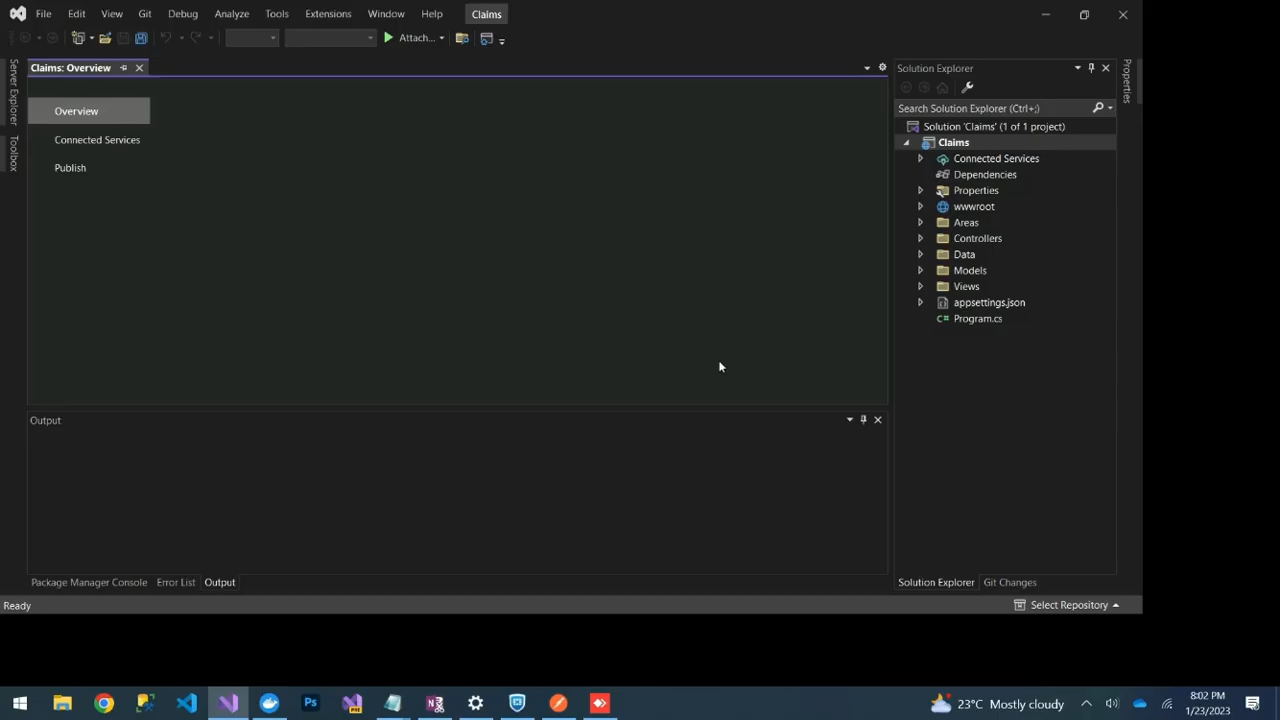 File Edit View Git Debug Analyze Tools Extensions Window Help Claims
Attach...
Claims: Overview
Solution Explorer
Server Explorer
Toolbox
Properties
Overview
Connected Services
Publish
Search Solution Explorer (Ctrl+;)
Solution 'Claims' (1 of 1 project)
Claims
Connected Services
Dependencies
Properties
wwwroot
Areas
Controllers
Data
Models
Views
appsettings.json
C# Program.cs
Output
Package Manager Console Error List Output
Solution Explorer Git Changes
Ready
Select Repository
Ps
PRE
N
23°C Mostly cloudy
8:02 PM
1/23/2023